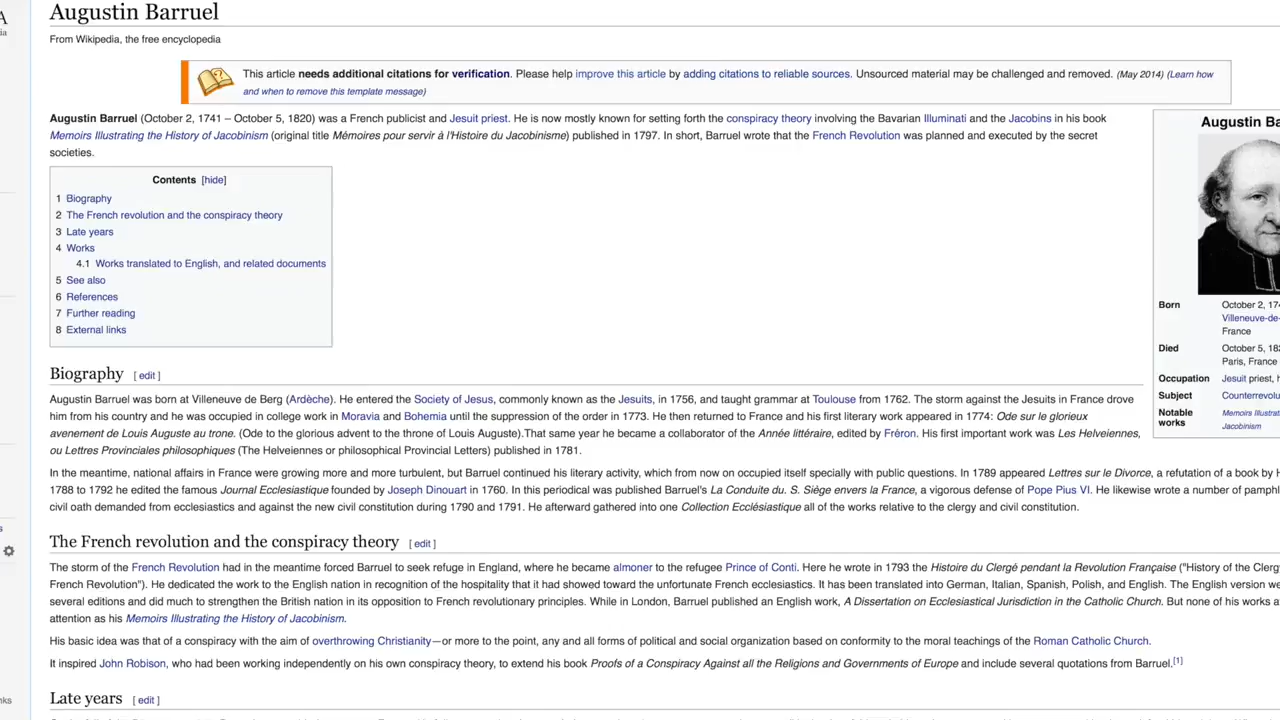 A
ia
Augustin Barruel
From Wikipedia, the free encyclopedia
This article needs additional citations for verification. Please help improve this article by adding citations to reliable sources. Unsourced material may be challenged and removed. (May 2014) (Learn how
and when to remove this template message)
Augustin Barruel (October 2, 1741 – October 5, 1820) was a French publicist and Jesuit priest. He is now mostly known for setting forth the conspiracy theory involving the Bavarian Illuminati and the Jacobins in his book
Memoirs Illustrating the History of Jacobinism (original title Mémoires pour servir à l'Histoire du Jacobinisme) published in 1797. In short, Barruel wrote that the French Revolution was planned and executed by the secret
societies.
Contents [hide]
1 Biography
2 The French revolution and the conspiracy theory
3 Late years
4 Works
4.1 Works translated to English, and related documents
5 See also
6 References
7 Further reading
8 External links
Augustin Ba
Born October 2, 174
Villeneuve-de-
France
Died October 5, 182
Paris, France
Occupation Jesuit priest, h
Subject Counterrevolu
Notable works Memoirs Illustrat
Jacobinism
Biography [ edit ]
Augustin Barruel was born at Villeneuve de Berg (Ardèche). He entered the Society of Jesus, commonly known as the Jesuits, in 1756, and taught grammar at Toulouse from 1762. The storm against the Jesuits in France drove
him from his country and he was occupied in college work in Moravia and Bohemia until the suppression of the order in 1773. He then returned to France and his first literary work appeared in 1774: Ode sur le glorieux
avenement de Louis Auguste au trone. (Ode to the glorious advent to the throne of Louis Auguste).That same year he became a collaborator of the Année littéraire, edited by Fréron. His first important work was Les Helveiennes,
ou Lettres Provinciales philosophiques (The Helveiennes or philosophical Provincial Letters) published in 1781.
In the meantime, national affairs in France were growing more and more turbulent, but Barruel continued his literary activity, which from now on occupied itself specially with public questions. In 1789 appeared Lettres sur le Divorce, a refutation of a book by H
1788 to 1792 he edited the famous Journal Ecclesiastique founded by Joseph Dinouart in 1760. In this periodical was published Barruel's La Conduite du. S. Siège envers la France, a vigorous defense of Pope Pius VI. He likewise wrote a number of pamphl
civil oath demanded from ecclesiastics and against the new civil constitution during 1790 and 1791. He afterward gathered into one Collection Ecclésiastique all of the works relative to the clergy and civil constitution.
s
The French revolution and the conspiracy theory [ edit ]
The storm of the French Revolution had in the meantime forced Barruel to seek refuge in England, where he became almoner to the refugee Prince of Conti. Here he wrote in 1793 the Histoire du Clergé pendant la Revolution Française ("History of the Clerg
French Revolution"). He dedicated the work to the English nation in recognition of the hospitality that it had showed toward the unfortunate French ecclesiastics. It has been translated into German, Italian, Spanish, Polish, and English. The English version we
several editions and did much to strengthen the British nation in its opposition to French revolutionary principles. While in London, Barruel published an English work, A Dissertation on Ecclesiastical Jurisdiction in the Catholic Church. But none of his works a
attention as his Memoirs Illustrating the History of Jacobinism.
His basic idea was that of a conspiracy with the aim of overthrowing Christianity—or more to the point, any and all forms of political and social organization based on conformity to the moral teachings of the Roman Catholic Church.
It inspired John Robison, who had been working independently on his own conspiracy theory, to extend his book Proofs of a Conspiracy Against all the Religions and Governments of Europe and include several quotations from Barruel.[1]
nks
Late years [ edit ]